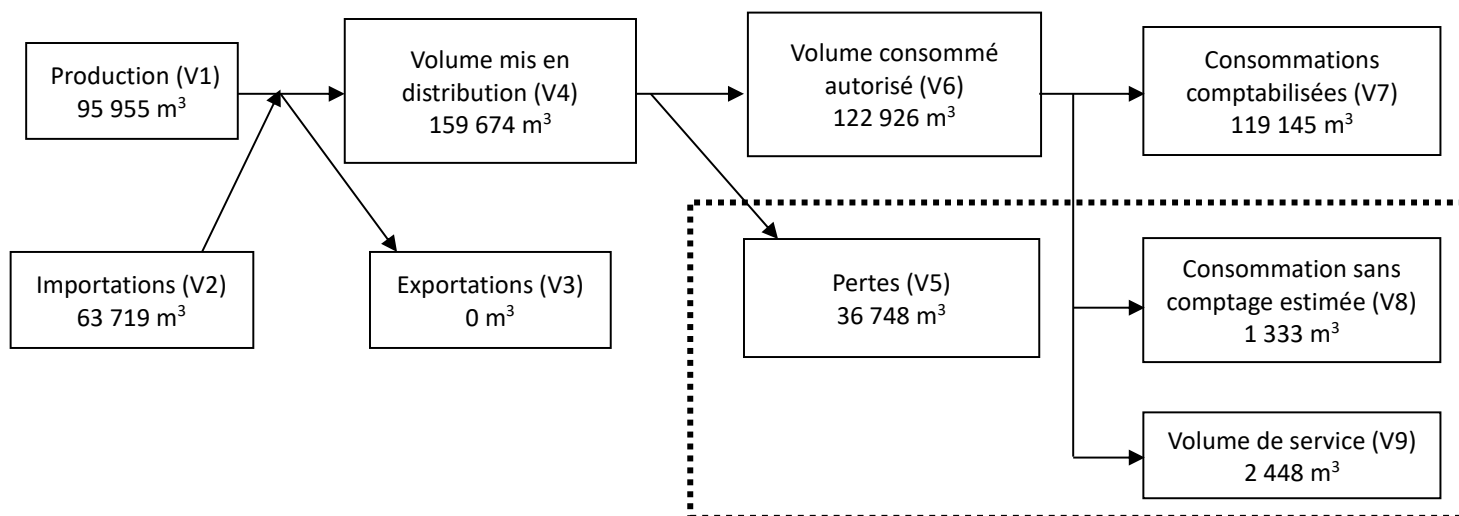 Production (V1)
95 955 m³
Volume mis en
distribution (V4)
159 674 m³
Volume consommé
autorisé (V6)
122 926 m³
Consommations
comptabilisées (V7)
119 145 m³
Importations (V2)
63 719 m³
Exportations (V3)
0 m³
Pertes (V5)
36 748 m³
Consommation sans
comptage estimée (V8)
1 333 m³
Volume de service (V9)
2 448 m³